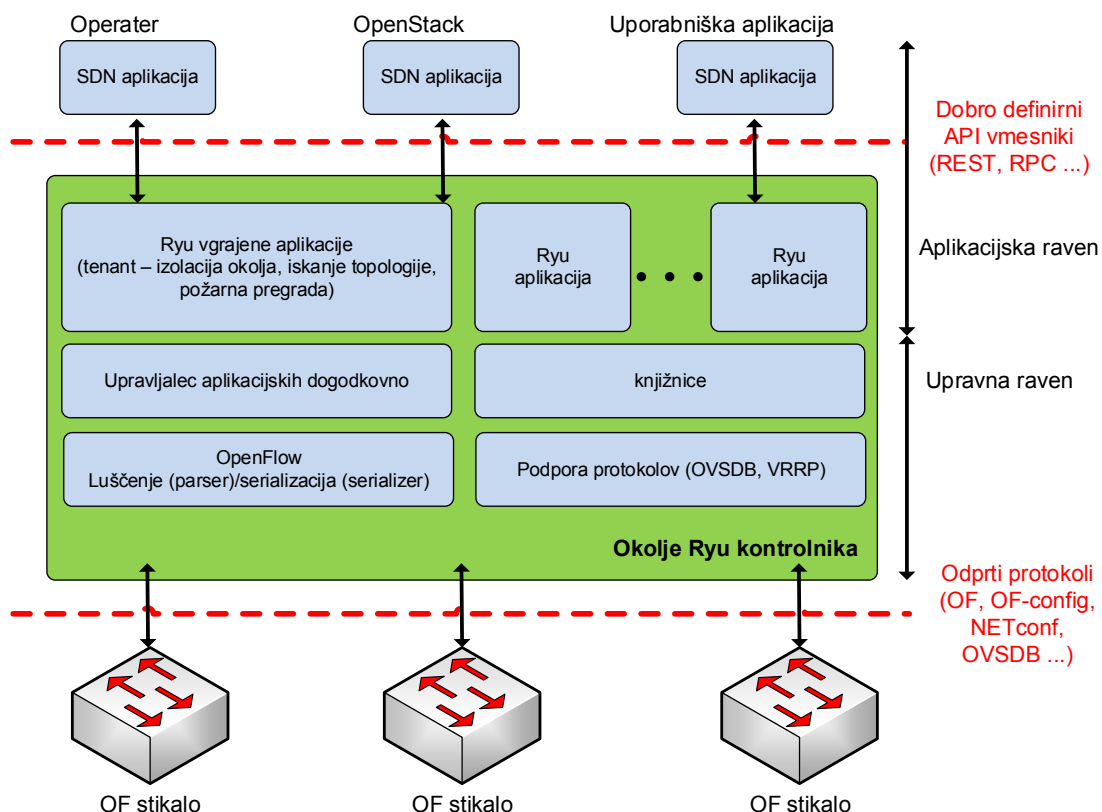 Operater
OpenStack
Uporabniška aplikacija
SDN aplikacija
SDN aplikacija
SDN aplikacija
Dobro definirni
API vmesniki
(REST, RPC ...)
Ryu vgrajene aplikacije
(tenant – izolacija okolja, iskanje topologije,
požarna pregrada)
Ryu
aplikacija
Ryu
aplikacija
Aplikacijska raven
Upravljalec aplikacijskih dogodkovno
knjižnice
Upravna raven
OpenFlow
Luščenje (parser)/serializacija (serializer)
Podpora protokolov (OVSDB, VRRP)
Okolje Ryu kontrolnika
Odprti protokoli
(OF, OF-config,
NETconf,
OVSDB ...)
OF stikalo
OF stikalo
OF stikalo